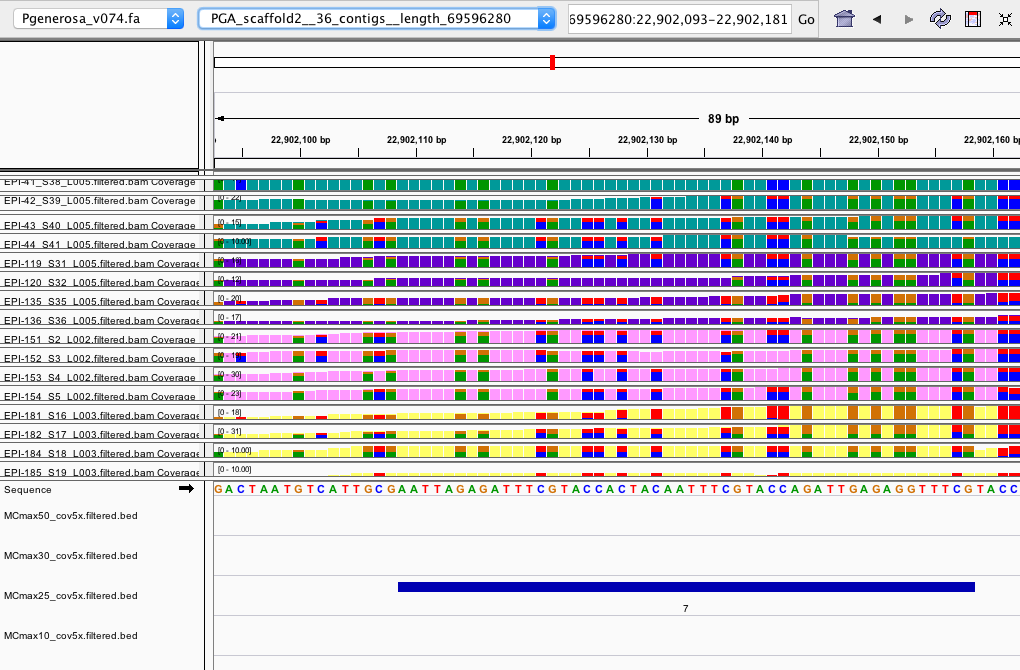 Pgenerosa_v074.fa PGA_scaffold2__36_contigs__length_69596280 69596280:22,902,093-22,902,181 Go
89 bp
22,902,100 bp 22,902,110 bp 22,902,120 bp 22,902,130 bp 22,902,140 bp 22,902,150 bp 22,902,160 bp
EPI-41_S38_L005.filtered.bam Coverage
EPI-42_S39_L005.filtered.bam Coverage [0 - 22]
EPI-43_S40_L005.filtered.bam Coverage [0 - 15]
EPI-44_S41_L005.filtered.bam Coverage [0 - 10.00]
EPI-119_S31_L005.filtered.bam Coverage
EPI-120_S32_L005.filtered.bam Coverage [0 - 12]
EPI-135_S35_L005.filtered.bam Coverage [0 - 20]
EPI-136_S36_L005.filtered.bam Coverage [0 - 17]
EPI-151_S2_L002.filtered.bam Coverage [0 - 21]
EPI-152_S3_L002.filtered.bam Coverage
EPI-153_S4_L002.filtered.bam Coverage [0 - 30]
EPI-154_S5_L002.filtered.bam Coverage [0 - 23]
EPI-181_S16_L003.filtered.bam Coverage [0 - 18]
EPI-182_S17_L003.filtered.bam Coverage [0 - 31]
EPI-184_S18_L003.filtered.bam Coverage [0 - 10.00]
EPI-185_S19_L003.filtered.bam Coverage [0 - 10.00]
Sequence G A C T A A T G T C A T T G C G A A T T A G A G A T T T C G T A C C A C T A C A A T T T C G T A C C A G A T T G A G A G G T T T C G T A C C
MCmax50_cov5x.filtered.bed
MCmax30_cov5x.filtered.bed
MCmax25_cov5x.filtered.bed
7
MCmax10_cov5x.filtered.bed